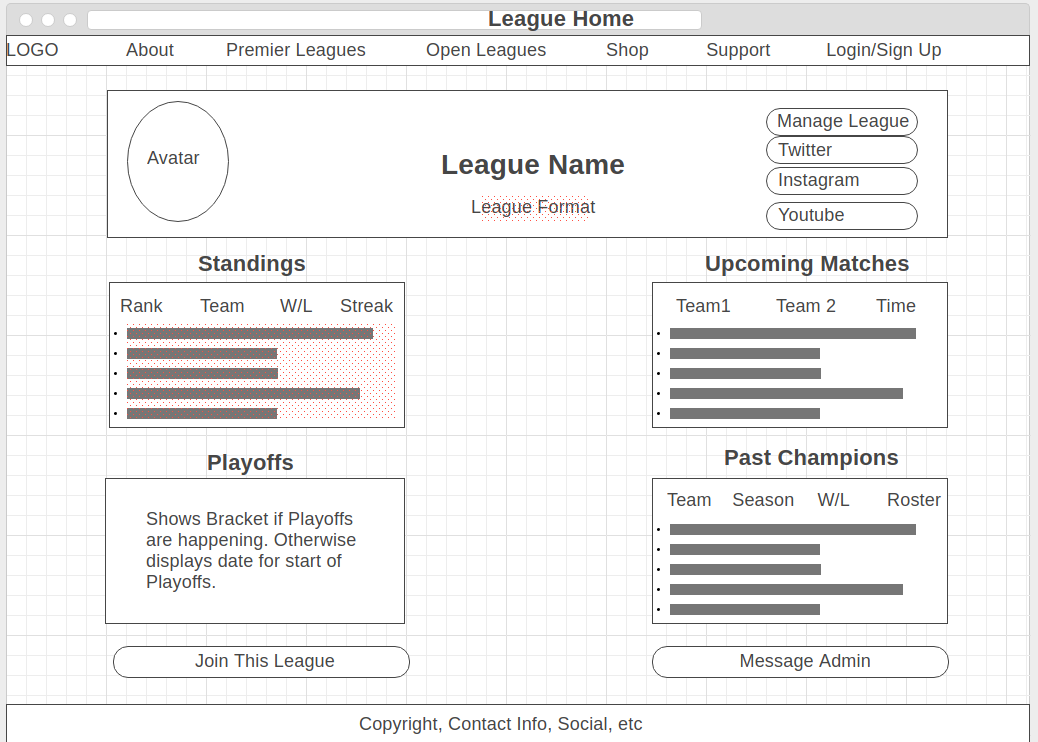 League Home
LOGO About Premier Leagues Open Leagues Shop Support Login/Sign Up
Avatar
League Name
League Format
Manage League
Twitter
Instagram
Youtube
Standings
Rank Team W/L Streak
Upcoming Matches
Team1 Team 2 Time
Playoffs
Shows Bracket if Playoffs
are happening. Otherwise
displays date for start of
Playoffs.
Past Champions
Team Season W/L Roster
Join This League
Message Admin
Copyright, Contact Info, Social, etc